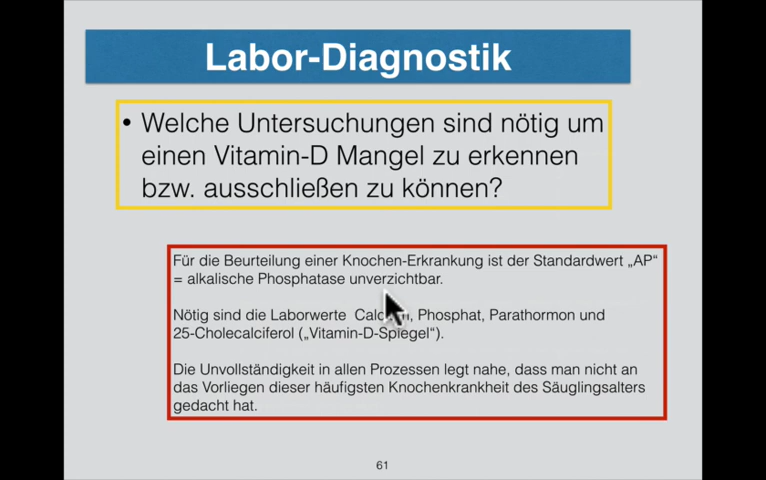 Labor-Diagnostik
• Welche Untersuchungen sind nötig um
einen Vitamin-D Mangel zu erkennen
bzw. ausschließen zu können?
Für die Beurteilung einer Knochen-Erkrankung ist der Standardwert „AP“
= alkalische Phosphatase unverzichtbar.
Nötig sind die Laborwerte Phosphat, Parathormon und
25-Cholecalciferol („Vitamin-D-Spiegel“).
Die Unvollständigkeit in allen Prozessen legt nahe, dass man nicht an
das Vorliegen dieser häufigsten Knochenkrankheit des Säuglingsalters
gedacht hat.
61